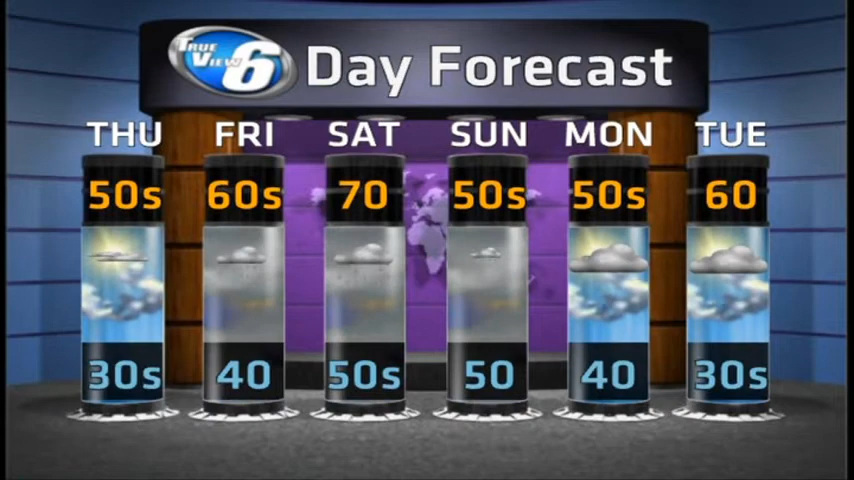 TRUE VIEW 6 Day Forecast
THU FRI SAT SUN MON TUE
50s 60s 70 50s 50s 60
30s 40 50s 50 40 30s